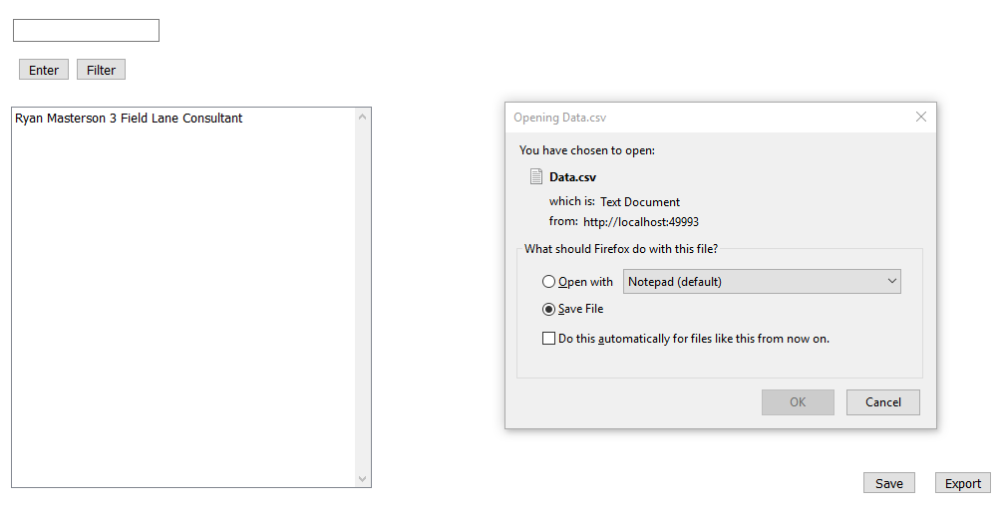 Enter Filter
Ryan Masterson 3 Field Lane Consultant
Opening Data.csv
You have chosen to open:
Data.csv
which is: Text Document
from: http://localhost:49993
What should Firefox do with this file?
Open with Notepad (default)
Save File
Do this automatically for files like this from now on.
OK Cancel
Save Export